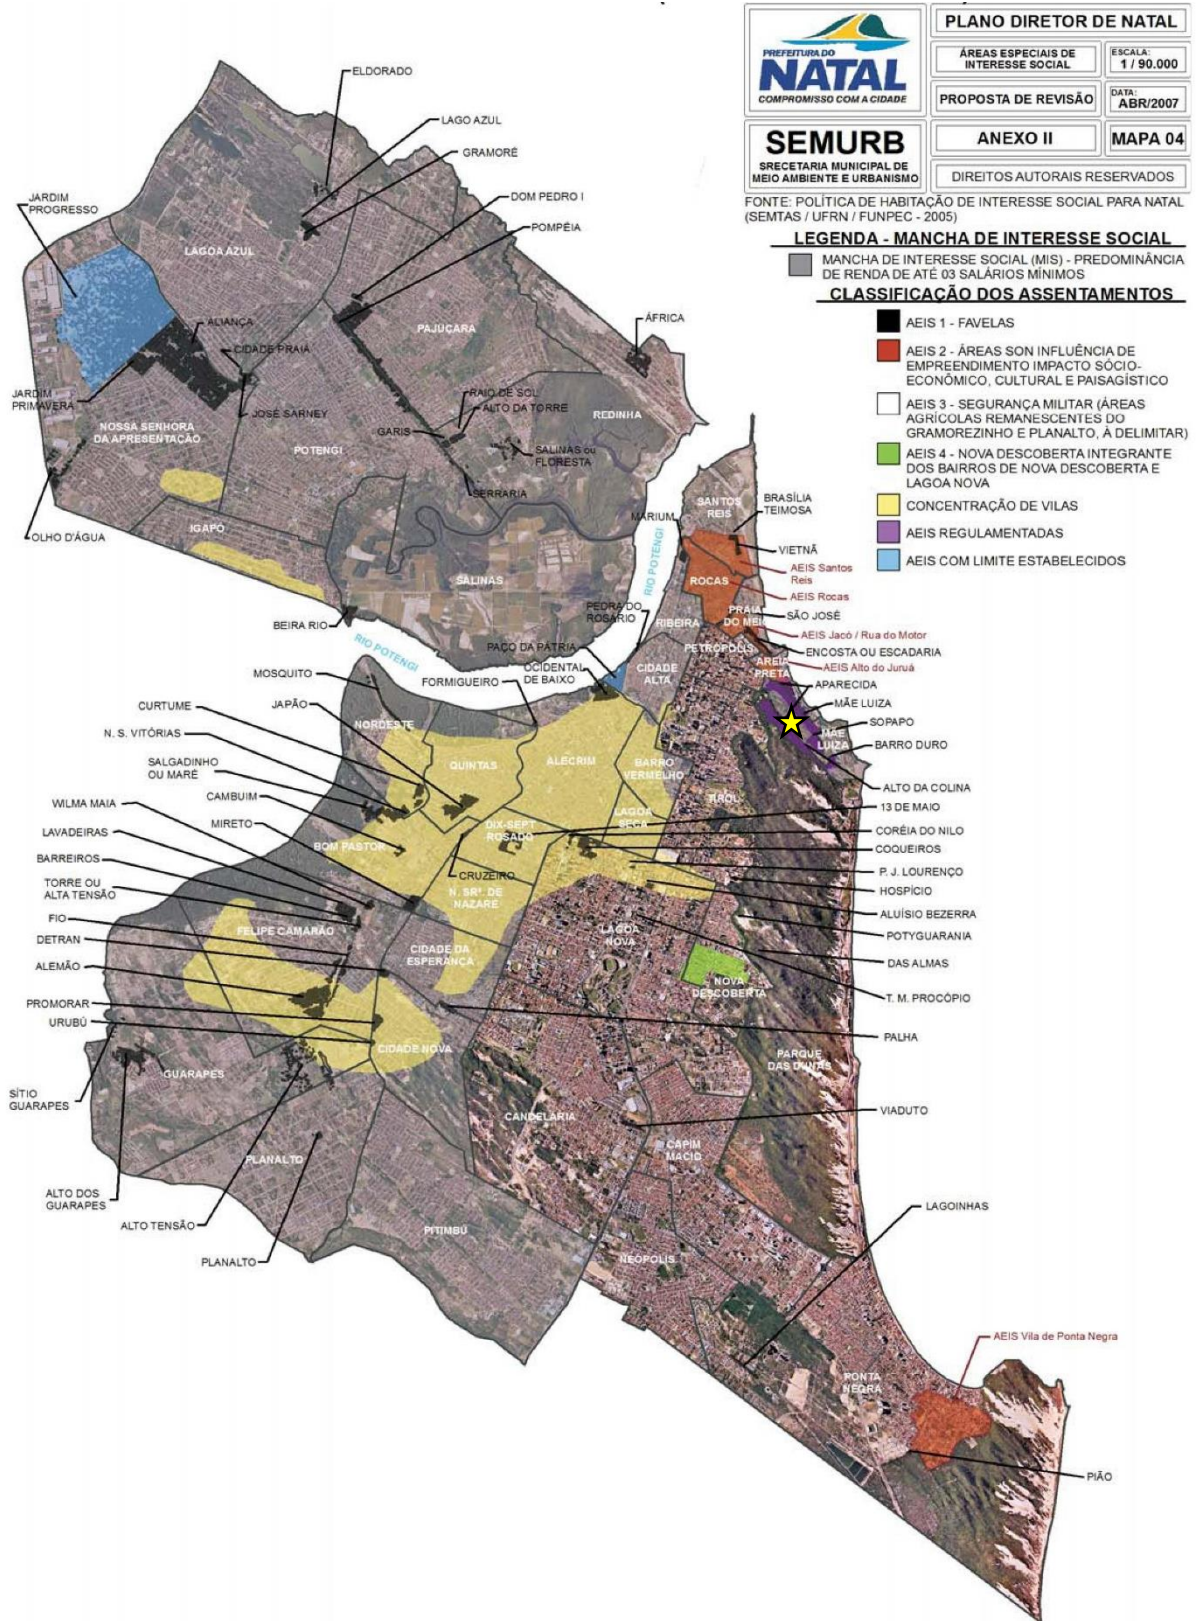 PREFEITURA DO
NATAL
COMPROMISSO COM A CIDADE
PLANO DIRETOR DE NATAL
ÁREAS ESPECIAIS DE
INTERESSE SOCIAL
ESCALA:
1 / 90.000
PROPOSTA DE REVISÃO
DATA:
ABR/2007
SEMURB
SRECETARIA MUNICIPAL DE
MEIO AMBIENTE E URBANISMO
ANEXO II
MAPA 04
DIREITOS AUTORAIS RESERVADOS
FONTE: POLÍTICA DE HABITAÇÃO DE INTERESSE SOCIAL PARA NATAL
(SEMTAS / UFRN / FUNPEC - 2005)
LEGENDA - MANCHA DE INTERESSE SOCIAL
MANCHA DE INTERESSE SOCIAL (MIS) - PREDOMINÂNCIA
DE RENDA DE ATÉ 03 SALÁRIOS MÍNIMOS
CLASSIFICAÇÃO DOS ASSENTAMENTOS
AEIS 1 - FAVELAS
AEIS 2 - ÁREAS SON INFLUÊNCIA DE
EMPREENDIMENTO IMPACTO SÓCIO-
ECONÔMICO, CULTURAL E PAISAGÍSTICO
AEIS 3 - SEGURANÇA MILITAR (ÁREAS
AGRÍCOLAS REMANESCENTES DO
GRAMOREZINHO E PLANALTO, À DELIMITAR)
AEIS 4 - NOVA DESCOBERTA INTEGRANTE
DOS BAIRROS DE NOVA DESCOBERTA E
LAGOA NOVA
CONCENTRAÇÃO DE VILAS
AEIS REGULAMENTADAS
AEIS COM LIMITE ESTABELECIDOS
ELDORADO
LAGO AZUL
GRAMORÉ
DOM PEDRO I
POMPÉIA
JARDIM
PROGRESSO
LAGOA AZUL
ALIANÇA
PAJUÇARA
ÁFRICA
CIDADE PRAIA
JARDIM
PRIMAVERA
JOSÉ SARNEY
RAIO DE SOL
ALTO DA TORRE
REDINHA
NOSSA SENHORA
DA APRESENTAÇÃO
GARIS
POTENGI
SALINAS ou
FLORESTA
SERRARIA
IGAPÓ
OLHO D'ÁGUA
SALINAS
BEIRA RIO
RIO POTENGI
RIO POTENGI
SANTOS
REIS
BRASÍLIA
TEIMOSA
MARIUM
VIETNÃ
AEIS Santos
Reis
ROCAS
AEIS Rocas
PEDRA DO
ROSÁRIO
PRAIA
DO MEIO
SÃO JOSÉ
RIBEIRA
AEIS Jacó / Rua do Motor
PETRÓPOLIS
ENCOSTA OU ESCADARIA
PAÇO DA PÁTRIA
AREIA
PRETA
AEIS Alto do Juruá
CIDADE
ALTA
OCIDENTAL
DE BAIXO
APARECIDA
MÃE LUIZA
SOPAPO
MÃE
LUIZA
BARRO DURO
ALTO DA COLINA
MOSQUITO
FORMIGUEIRO
JAPÃO
CURTUME
NORDESTE
N. S. VITÓRIAS
SALGADINHO
OU MARÉ
QUINTAS
ALECRIM
BARRO
VERMELHO
CAMBUIM
WILMA MAIA
MIRETO
LAVADEIRAS
BARREIROS
TORRE OU
ALTA TENSÃO
FIO
DETRAN
ALEMÃO
PROMORAR
URUBÚ
TIROL
LAGOA
SECA
DIX-SEPT
ROSADO
BOM PASTOR
CRUZEIRO
N. SRª. DE
NAZARÉ
13 DE MAIO
CORÉIA DO NILO
COQUEIROS
P. J. LOURENÇO
HOSPÍCIO
ALUÍSIO BEZERRA
POTYGUARANIA
DAS ALMAS
T. M. PROCÓPIO
PALHA
FELIPE CAMARÃO
CIDADE DA
ESPERANÇA
LAGOA
NOVA
NOVA
DESCOBERTA
CIDADE NOVA
PARQUE
DAS DUNAS
GUARAPES
SÍTIO
GUARAPES
CANDELÁRIA
VIADUTO
CAPIM
MACIO
PLANALTO
ALTO DOS
GUARAPES
ALTO TENSÃO
PLANALTO
PITIMBÚ
LAGOINHAS
NEÓPOLIS
AEIS Vila de Ponta Negra
PONTA
NEGRA
PIÃO